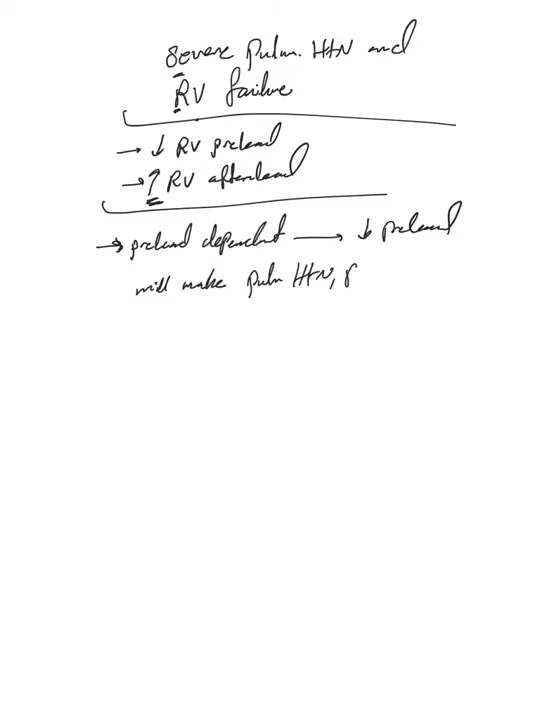 severe pulm. HTN and
RV failure
→ ↓ RV preload
→ ↑ RV afterload
→ preload dependent → ↓ preload
will make pulm HTN, r